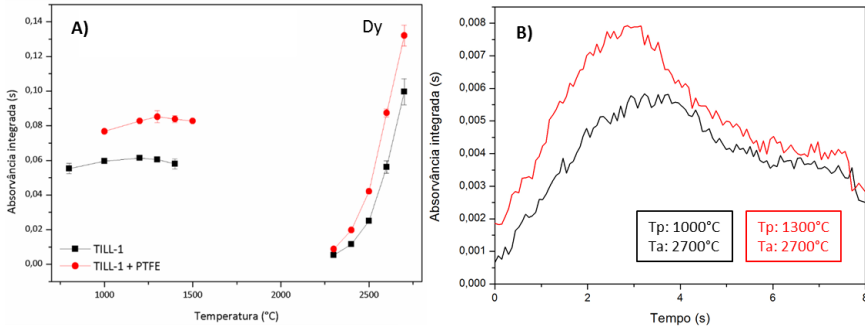 A)
Dy
0,14
0,12
0,10
0,08
0,06
0,04
0,02
0,00
Absorvância integrada (s)
TILL-1
TILL-1 + PTFE
1000
1500
2000
2500
Temperatura (°C)
B)
0,008
0,007
0,006
0,005
0,004
0,003
0,002
0,001
0,000
Absorvância integrada (s)
Tp: 1000°C
Ta: 2700°C
Tp: 1300°C
Ta: 2700°C
0
2
4
6
8
Tempo (s)